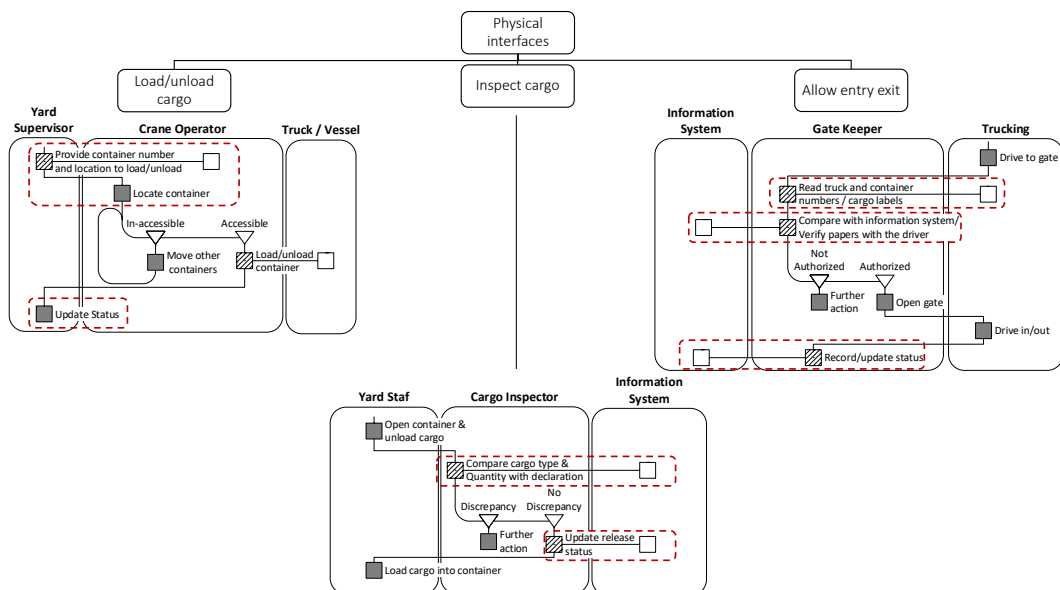 Physical
interfaces
Load/unload
cargo
Inspect cargo
Allow entry exit
Yard
Supervisor
Crane Operator
Truck / Vessel
Provide container number
and location to load/unload
Locate container
In-accessible
Accessible
Move other
containers
Load/unload
container
Update Status
Information
System
Gate Keeper
Trucking
Drive to gate
Read truck and container
numbers / cargo labels
Compare with information system/
Verify papers with the driver
Not
Authorized
Authorized
Further
action
Open gate
Drive in/out
Record/update status
Yard Staf
Cargo Inspector
Information
System
Open container &
unload cargo
Compare cargo type &
Quantity with declaration
Discrepancy
No
Discrepancy
Further
action
Update release
status
Load cargo into container